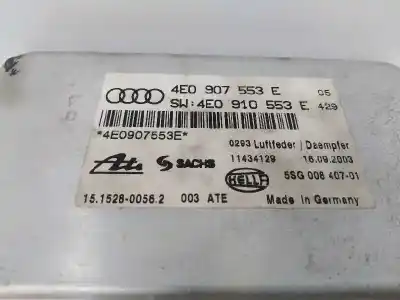 4E0 907 553 E 05
SW:4E0 910 553 E 429
*4E0907553E*
0293 Luftfeder/Daempfer
11434129 16.09.2003
Ate SACHS HELLA 5SG 008 407-01
15.1528-0056.2 003 ATE Made in Germany